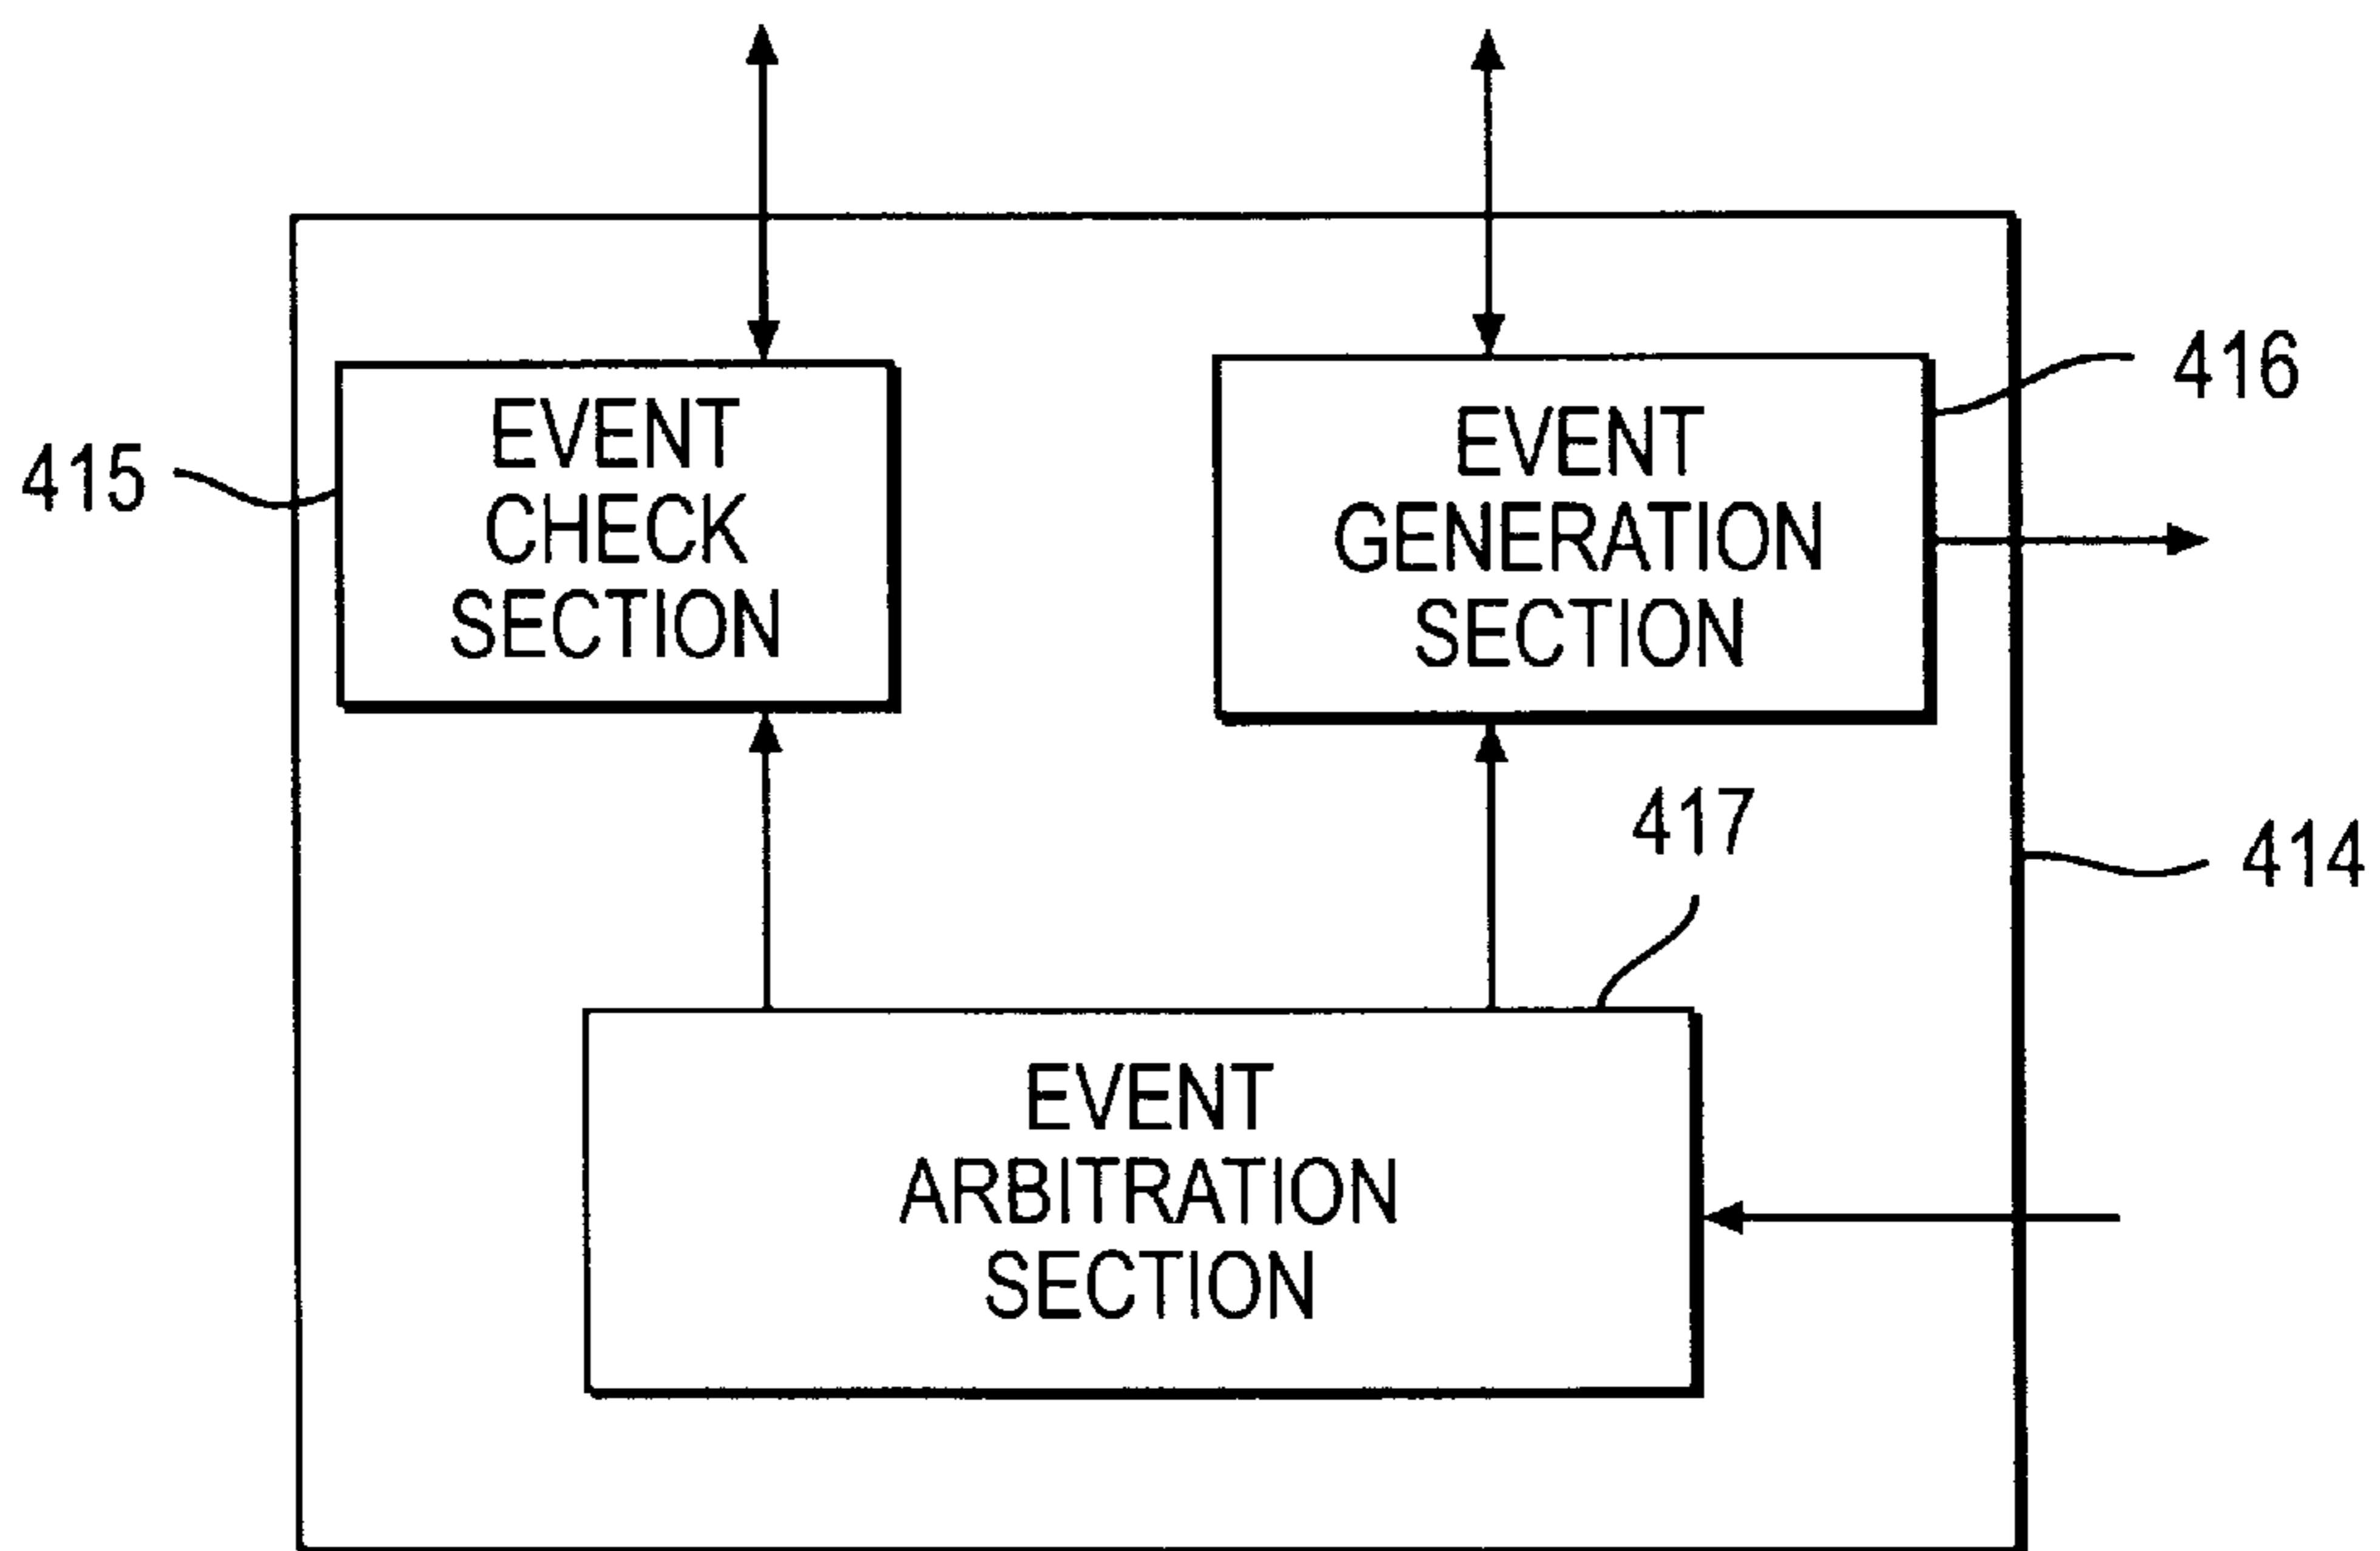 415
EVENT
CHECK
SECTION
EVENT
GENERATION
SECTION
416
417
414
EVENT
ARBITRATION
SECTION